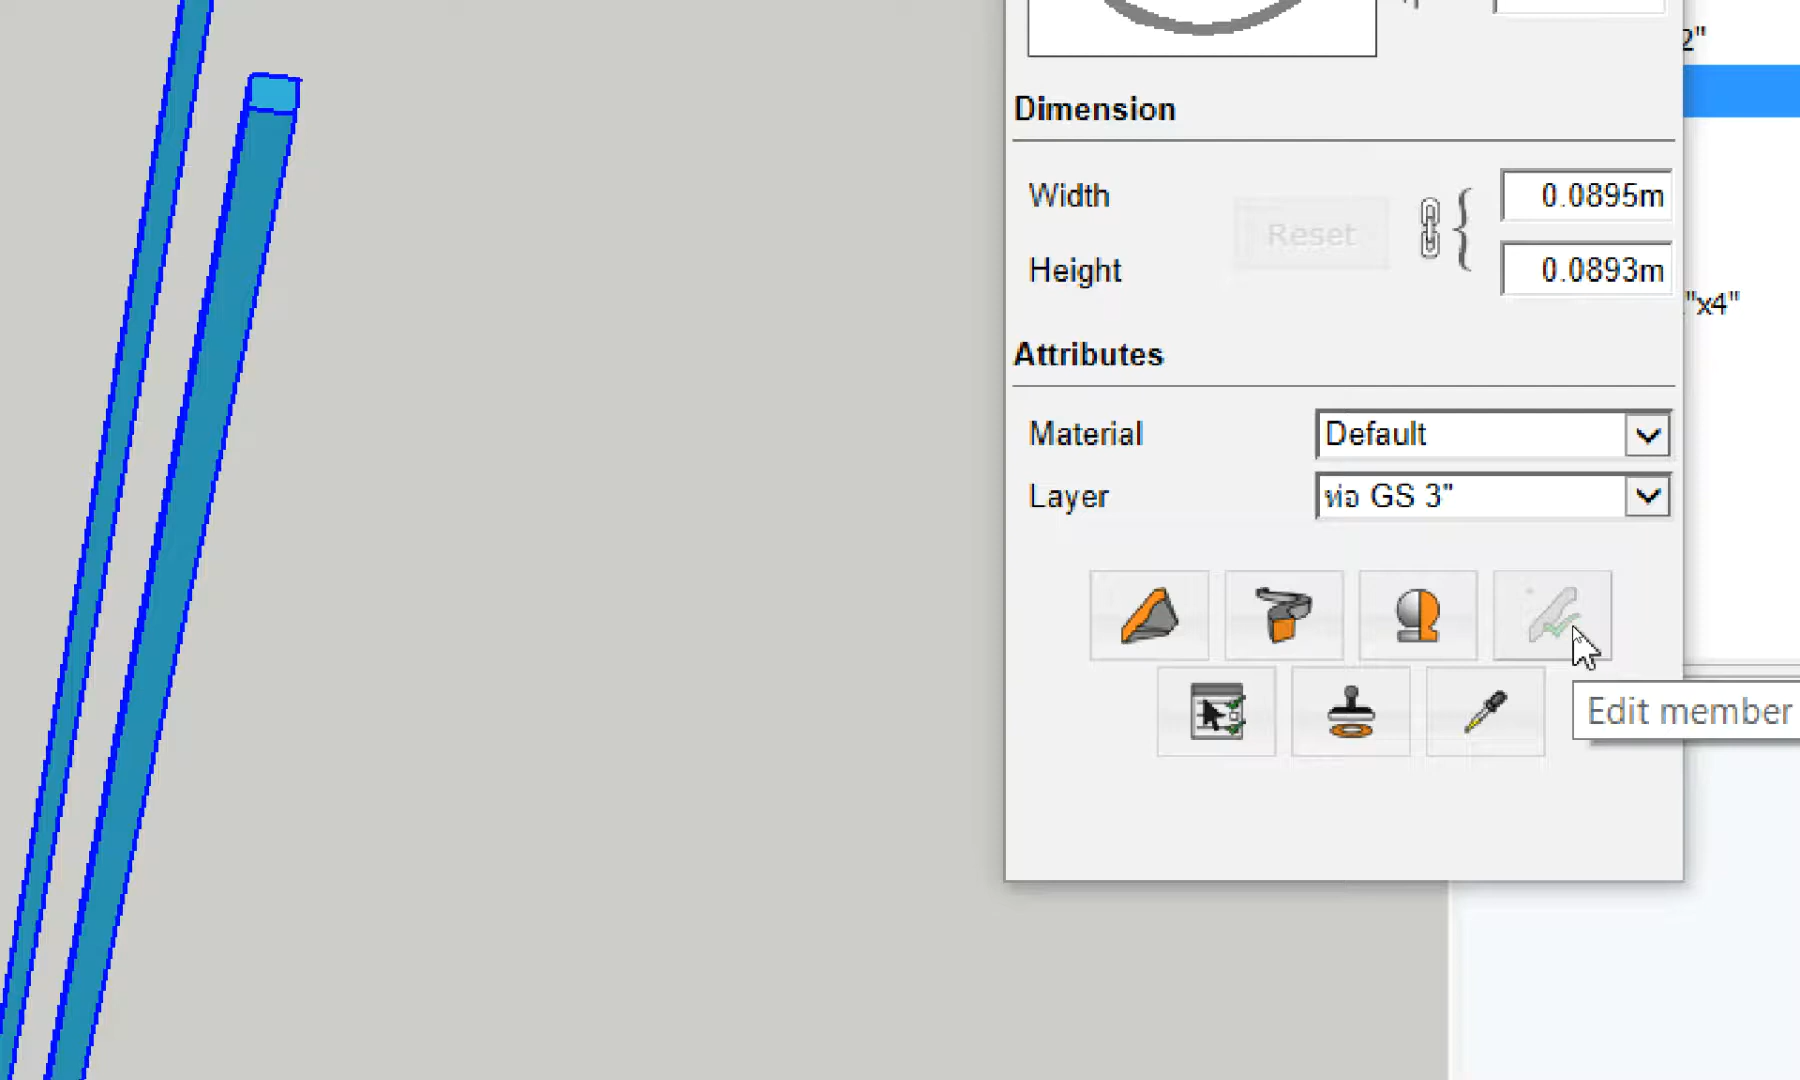 2"
Dimension
Width
0.0895m
Reset
Height
0.0893m
"x4"
Attributes
Material
Default
Layer
ท่อ GS 3"
Edit member